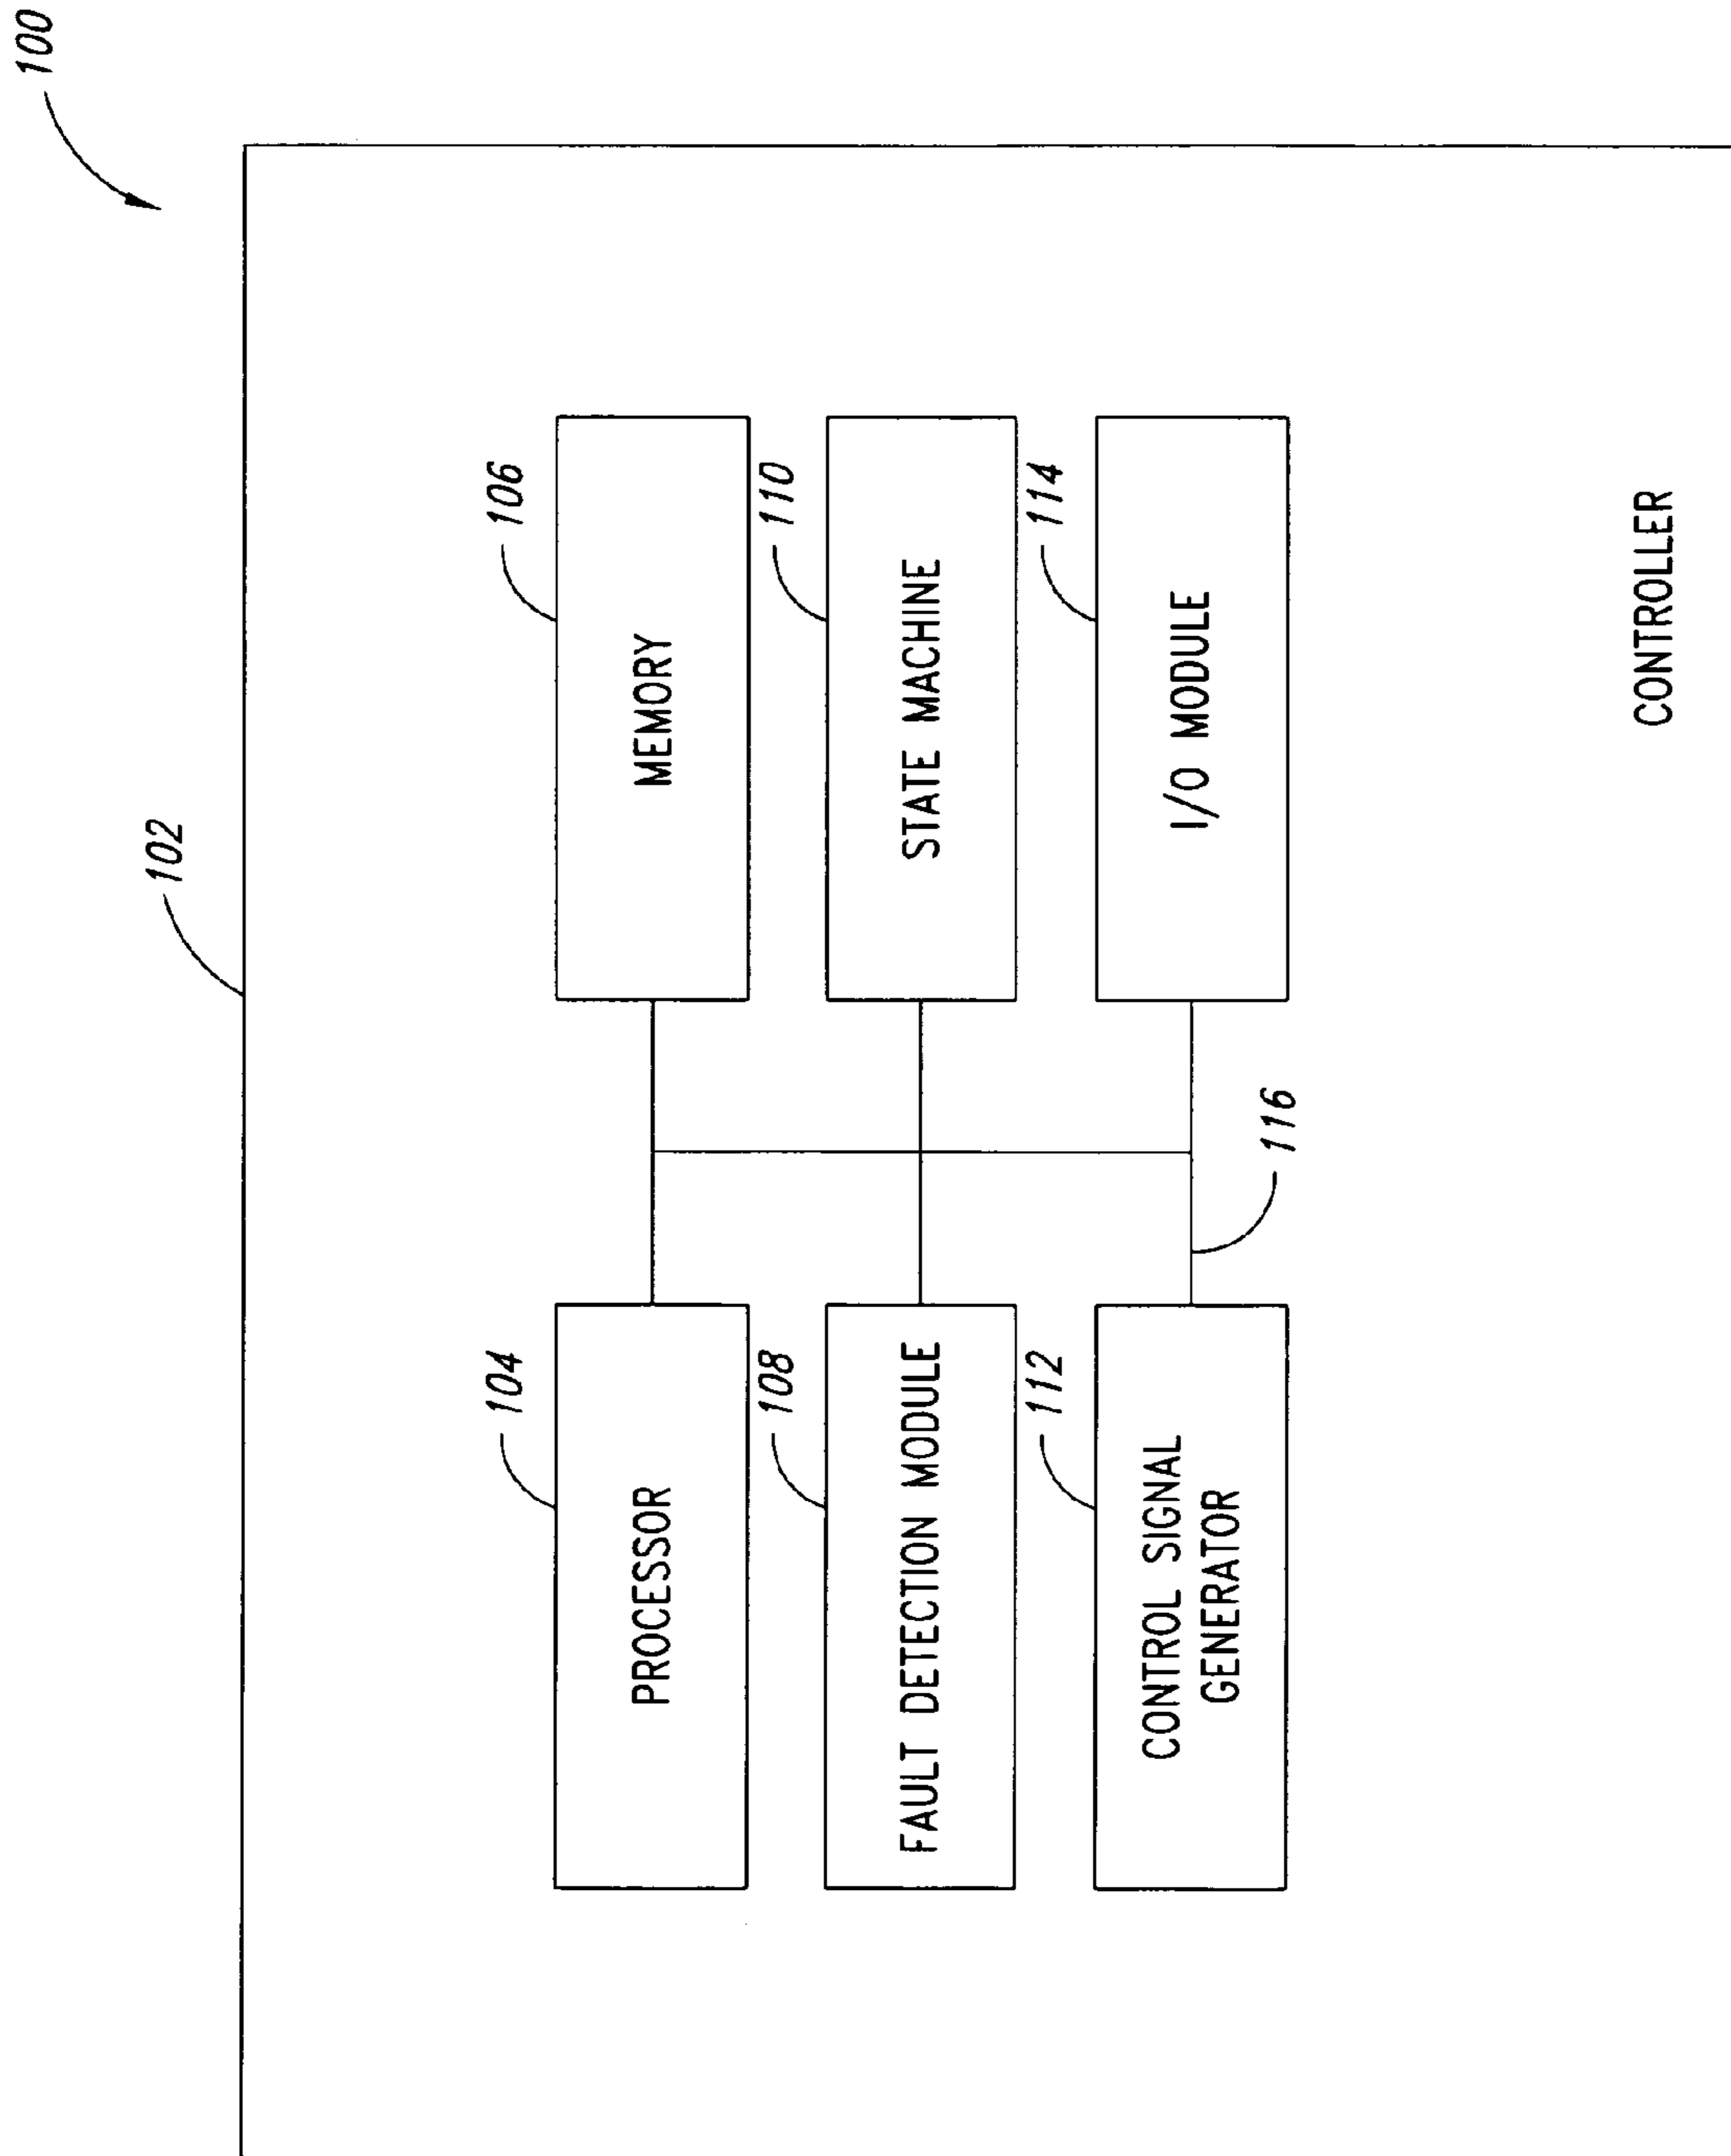 100
102
104
106
PROCESSOR
MEMORY
108
110
FAULT DETECTION MODULE
STATE MACHINE
112
114
CONTROL SIGNAL
GENERATOR
I/O MODULE
116
CONTROLLER